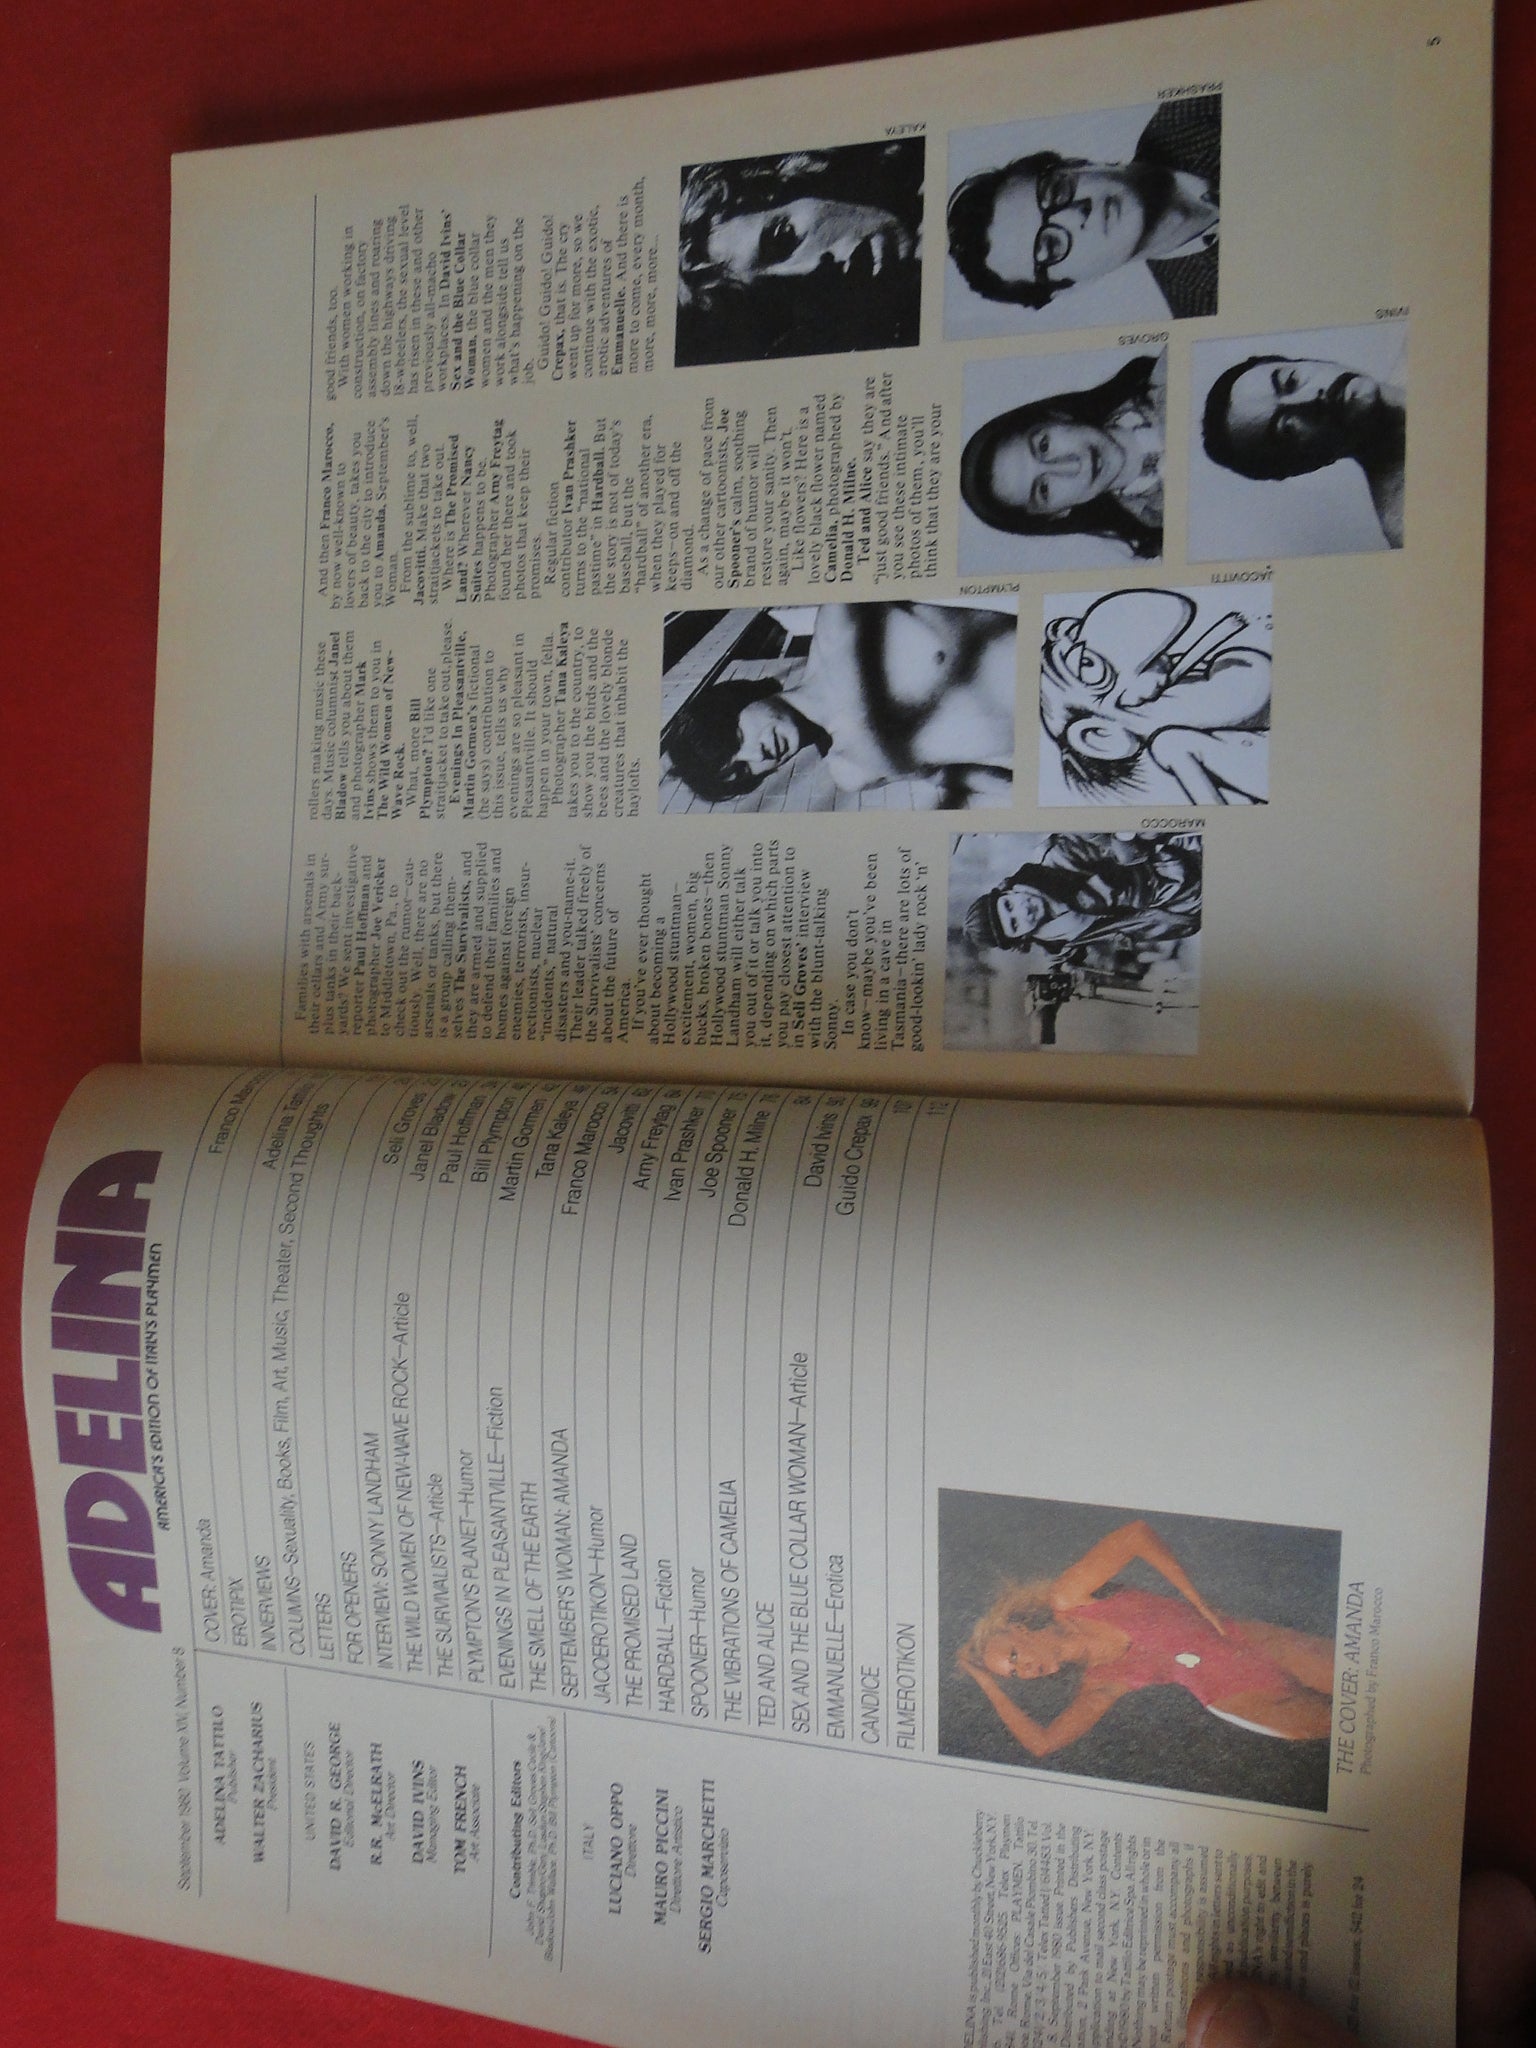 ADELINA
AMERICA'S EDITION OF ITALY'S PLAYMEN
September 1980, Volume XIV, Number 8
ADELINA TATTILO
Publisher
WALTER ZACHARIUS
President
UNITED STATES
DAVID R. GEORGE
Editorial Director
R.R. McELRATH
Art Director
DAVID IVINS
Managing Editor
TOM FRENCH
Art Associate
Contributing Editors
ITALY
LUCIANO OPPO
Direttore
MAURO PICCINI
Direttore Artistico
SERGIO MARCHETTI
Caposervizio
COVER: Amanda Franco Marocco
EROTIPIX
INNERVIEWS Adelina Tattilo
COLUMNS—Sexuality, Books, Film, Art, Music, Theater, Second Thoughts
LETTERS
FOR OPENERS
INTERVIEW: SONNY LANDHAM Seli Groves
THE WILD WOMEN OF NEW-WAVE ROCK—Article Janel Bladow
THE SURVIVALISTS—Article Paul Hoffman
PLYMPTON'S PLANET—Humor Bill Plympton
EVENINGS IN PLEASANTVILLE—Fiction Martin Gormen
THE SMELL OF THE EARTH Tana Kaleya
SEPTEMBER'S WOMAN: AMANDA Franco Marocco
JACOEROTIKON—Humor Jacovitti
THE PROMISED LAND Arny Freytag
HARDBALL—Fiction Ivan Prashker
SPOONER—Humor Joe Spooner
THE VIBRATIONS OF CAMELIA Donald H. Milne
TED AND ALICE
SEX AND THE BLUE COLLAR WOMAN—Article David Ivins
EMMANUELLE—Erotica Guido Crepax
CANDICE
FILMEROTIKON 112
THE COVER: AMANDA
Photographed by Franco Marocco
Families with arsenals in
their cellars and Army sur-
plus tanks in their back-
yards? We sent investigative
reporter Paul Hoffman and
photographer Joe Vericker
to Middletown, Pa., to
check out the rumor—cau-
tiously. Well, there are no
arsenals or tanks, but there
is a group calling them-
selves The Survivalists, and
they are armed and supplied
to defend their families and
homes against foreign
enemies, terrorists, insur-
rectionists, nuclear
"incidents," natural
disasters and you-name-it.
Their leader talked freely of
the Survivalists' concerns
about the future of
America.
If you've ever thought
about becoming a
Hollywood stuntman—
excitement, women, big
bucks, broken bones—then
Hollywood stuntman Sonny
Landham will either talk
you out of it or talk you into
it, depending on which parts
you pay closest attention to
in Seli Groves' interview
with the blunt-talking
Sonny.
In case you don't
know—maybe you've been
living in a cave in
Tasmania—there are lots of
good-lookin' lady rock 'n'
rollers making music these
days. Music columnist Janel
Bladow tells you about them
and photographer Mark
Ivins shows them to you in
The Wild Women of New-
Wave Rock.
What, more Bill
Plympton? I'd like one
straitjacket to take out, please.
Evenings In Pleasantville,
Martin Gormen's fictional
(he says) contribution to
this issue, tells us why
evenings are so pleasant in
Pleasantville. It should
happen in your town, fella.
Photographer Tana Kaleya
takes you to the country, to
show you the birds and the
bees and the lovely blonde
creatures that inhabit the
haylofts.
And then Franco Marocco,
by now well-known to
lovers of beauty, takes you
back to the city to introduce
you to Amanda, September's
Woman.
From the sublime to, well,
Jacovitti. Make that two
straitjackets to take out.
Where is The Promised
Land? Wherever Nancy
Suites happens to be.
Photographer Arny Freytag
found her there and took
photos that keep their
promises.
Regular fiction
contributor Ivan Prashker
turns to the "national
pastime" in Hardball. But
the story is not of today's
baseball, but the
"hardball" of another era,
when they played for
keeps—on and off the
diamond.
As a change of pace from
our other cartoonists, Joe
Spooner's calm, soothing
brand of humor will
restore your sanity. Then
again, maybe it won't.
Like flowers? Here is a
lovely black flower named
Camelia, photographed by
Donald H. Milne.
Ted and Alice say they are
"just good friends." And after
you see these intimate
photos of them, you'll
think that they are your
good friends, too.
With women working in
construction, on factory
assembly lines and roaring
down the highways driving
18-wheelers, the sexual level
has risen in these and other
previously all-macho
workplaces. In David Ivins'
Sex and the Blue Collar
Woman, the blue collar
women and the men they
work alongside tell us
what's happening on the
job.
Guido! Guido! Guido!
Crepax, that is. The cry
went up for more, so we
continue with the exotic,
erotic adventures of
Emmanuelle. And there is
more to come, every month,
more, more, more....
MAROCCO
PLYMPTON
JACOVITTI
KALEYA
GROVES
PRASHKER
IVINS
5